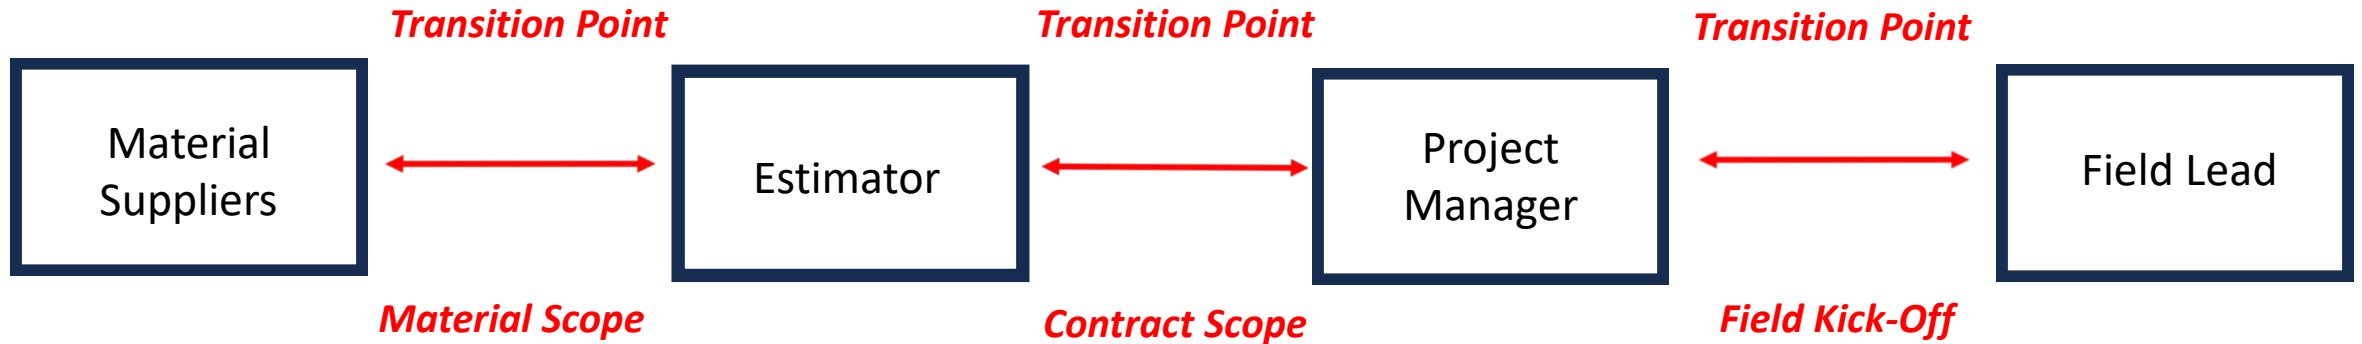 Transition Point
Transition Point
Transition Point
Material
Suppliers
Estimator
Project
Manager
Field Lead
Material Scope
Contract Scope
Field Kick-Off